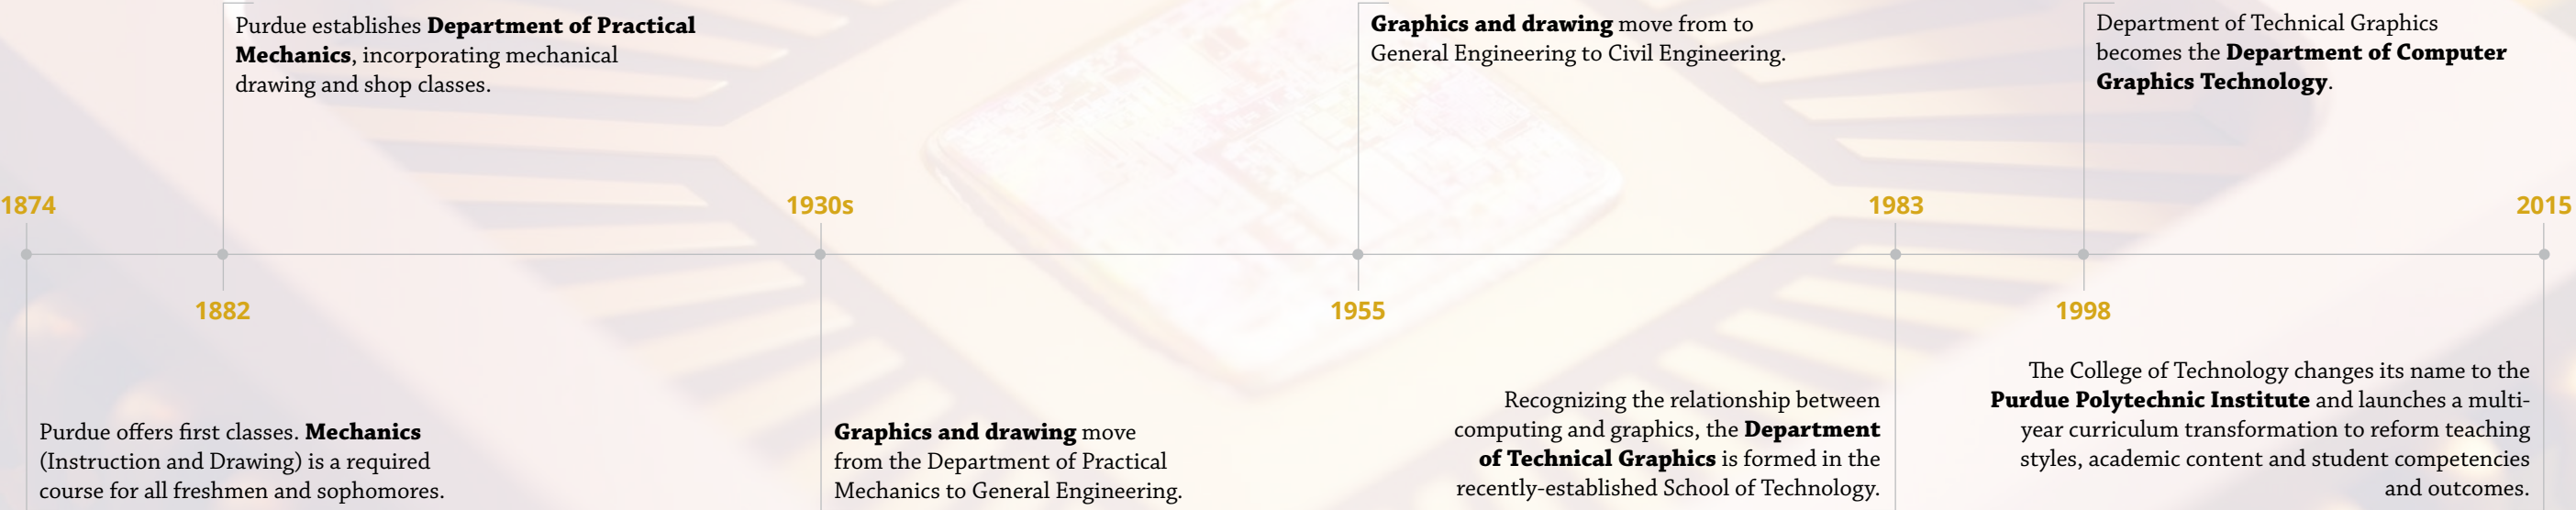 Purdue establishes Department of Practical
Mechanics, incorporating mechanical
drawing and shop classes.
Graphics and drawing move from to
General Engineering to Civil Engineering.
Department of Technical Graphics
becomes the Department of Computer
Graphics Technology.
1874
1930s
1983
2015
1882
1955
1998
Purdue offers first classes. Mechanics
(Instruction and Drawing) is a required
course for all freshmen and sophomores.
Graphics and drawing move
from the Department of Practical
Mechanics to General Engineering.
Recognizing the relationship between
computing and graphics, the Department
of Technical Graphics is formed in the
recently-established School of Technology.
The College of Technology changes its name to the
Purdue Polytechnic Institute and launches a multi-
year curriculum transformation to reform teaching
styles, academic content and student competencies
and outcomes.